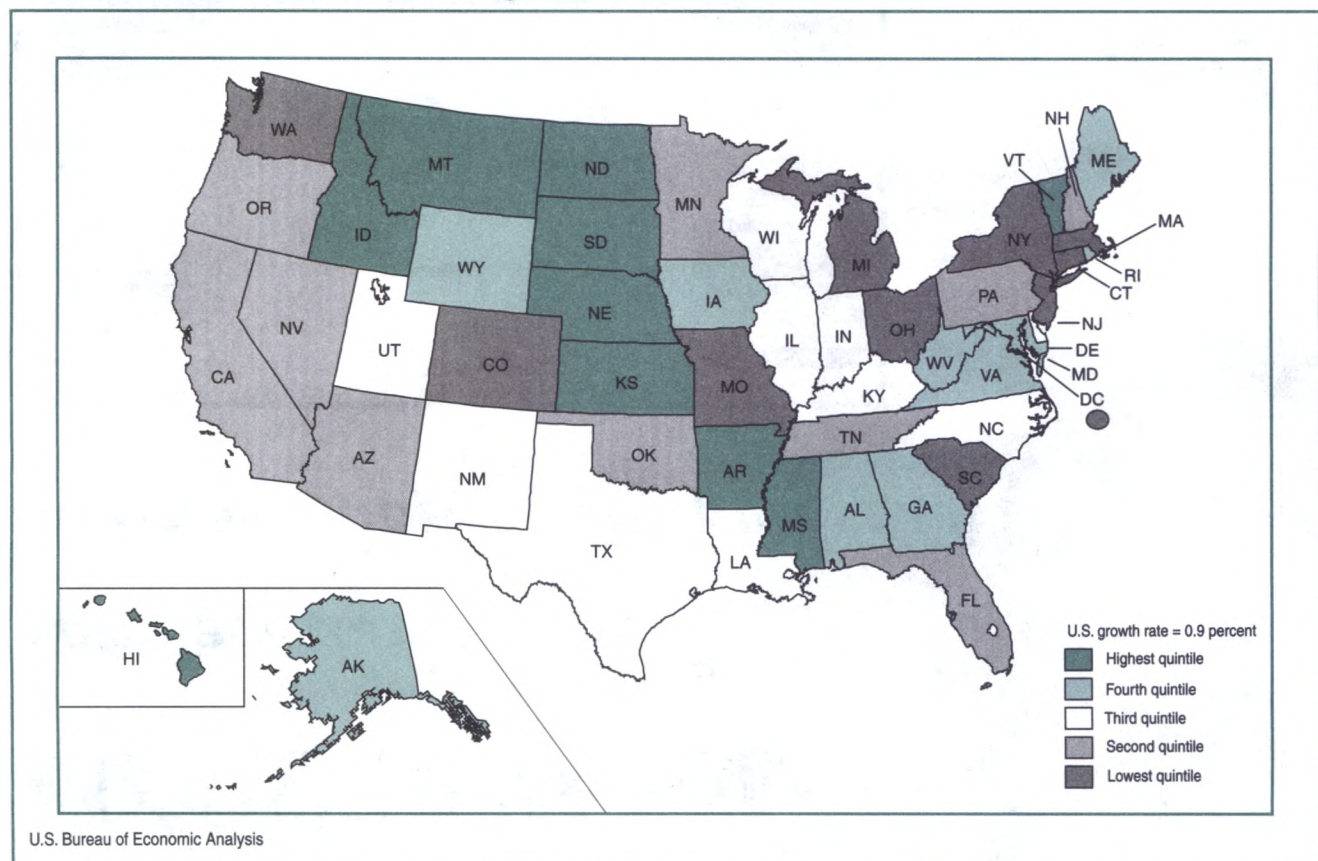 WA
MT
ND
MN
OR
ID
SD
WI
MI
NH
VT
ME
NY
MA
RI
CT
WY
IA
PA
NE
NJ
NV
UT
CO
IL
IN
OH
DE
MD
DC
WV
VA
CA
KS
MO
KY
AZ
NM
OK
TN
NC
AR
SC
MS
AL
GA
TX
LA
FL
HI
AK
U.S. growth rate = 0.9 percent
Highest quintile
Fourth quintile
Third quintile
Second quintile
Lowest quintile
U.S. Bureau of Economic Analysis